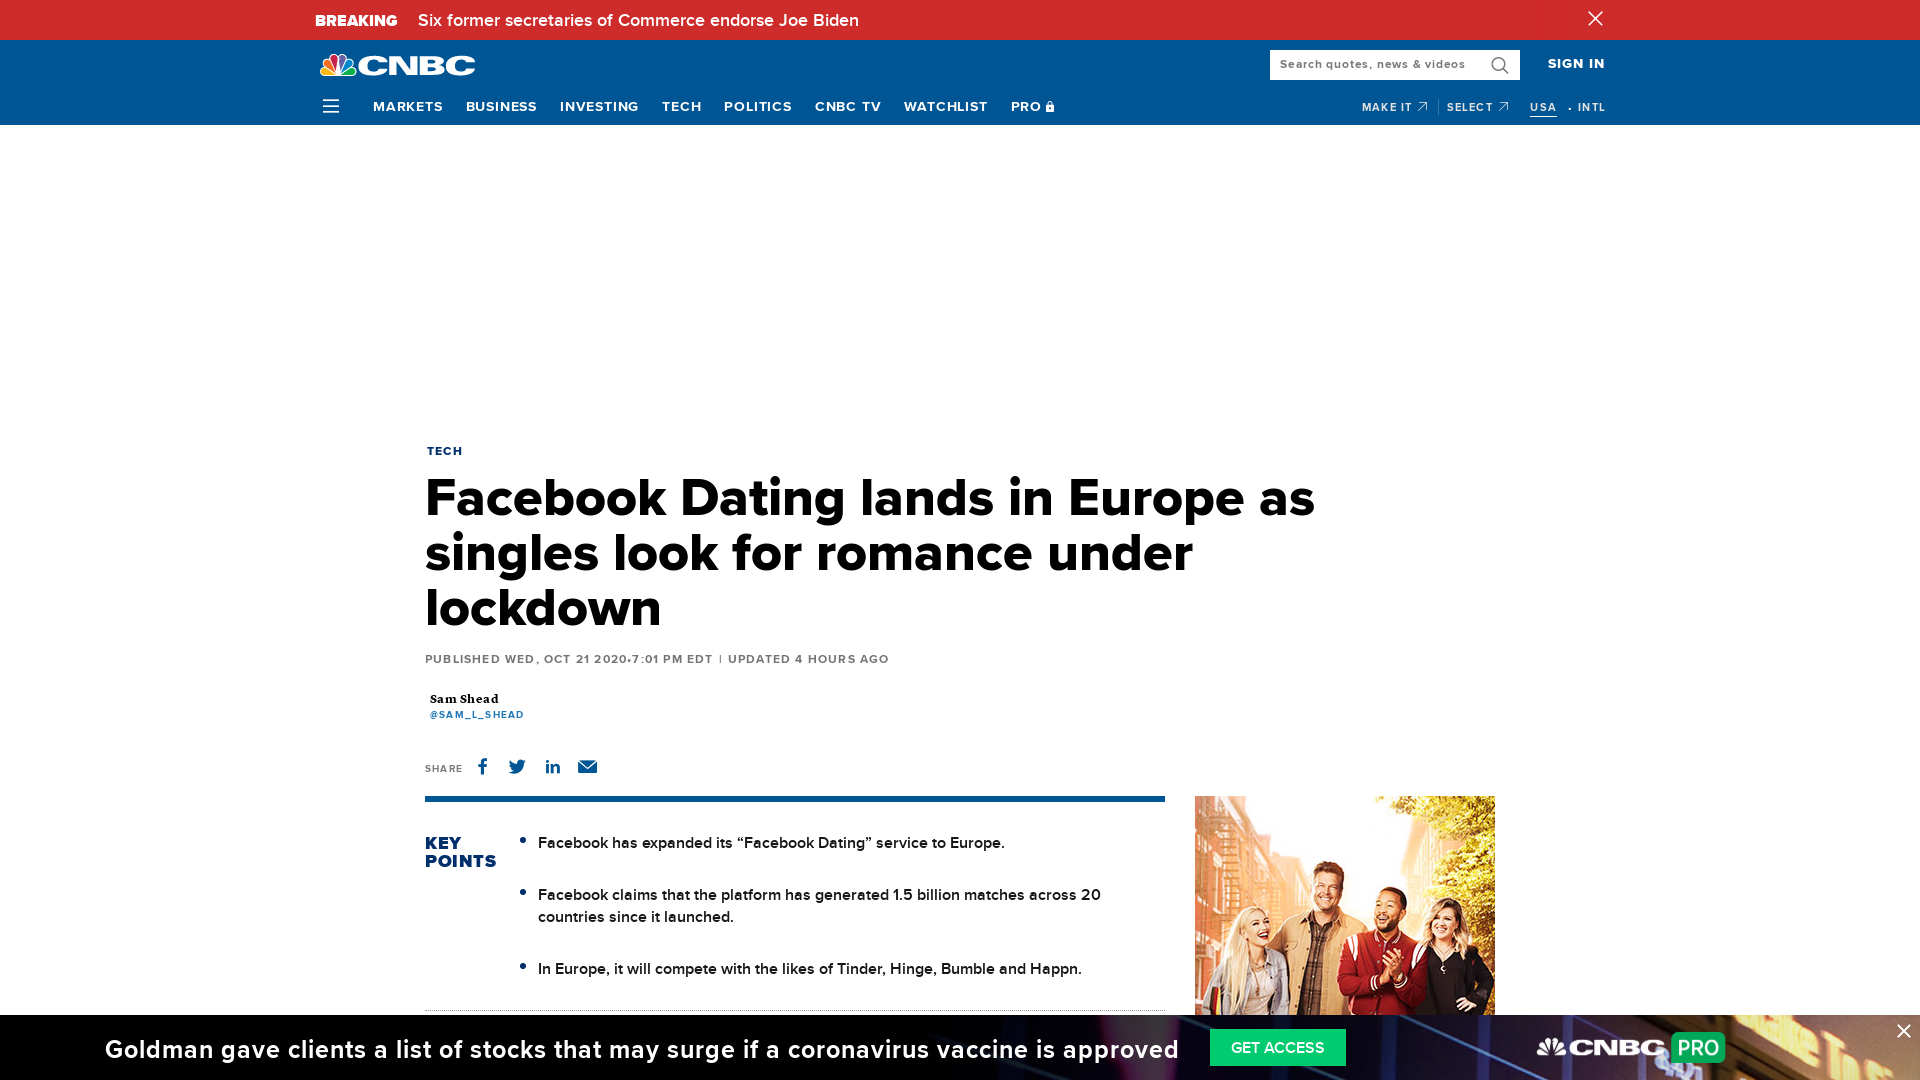 BREAKING Six former secretaries of Commerce endorse Joe Biden
CNBC
Search quotes, news & videos
SIGN IN
MARKETS BUSINESS INVESTING TECH POLITICS CNBC TV WATCHLIST PRO
MAKE IT SELECT USA • INTL
TECH
Facebook Dating lands in Europe as
singles look for romance under
lockdown
PUBLISHED WED, OCT 21 2020•7:01 PM EDT | UPDATED 4 HOURS AGO
Sam Shead
@SAM_L_SHEAD
SHARE
KEY
POINTS
Facebook has expanded its “Facebook Dating” service to Europe.
Facebook claims that the platform has generated 1.5 billion matches across 20
countries since it launched.
In Europe, it will compete with the likes of Tinder, Hinge, Bumble and Happn.
Goldman gave clients a list of stocks that may surge if a coronavirus vaccine is approved
GET ACCESS
CNBC PRO